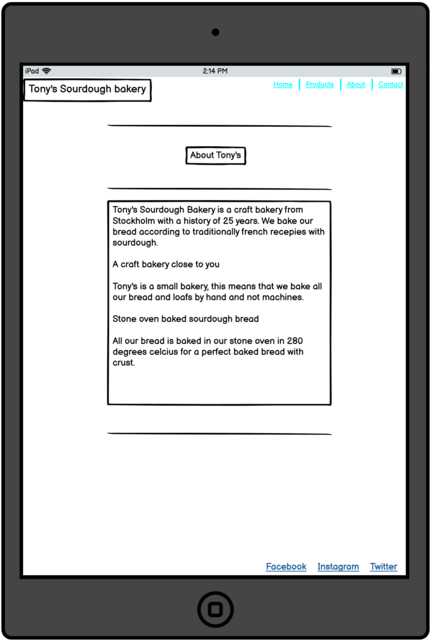 iPad 2:14 PM
Tony's Sourdough bakery
Home Products About Contact
About Tony's
Tony's Sourdough Bakery is a craft bakery from
Stockholm with a history of 25 years. We bake our
bread according to traditionally french recepies with
sourdough.
A craft bakery close to you
Tony's is a small bakery, this means that we bake all
our bread and loafs by hand and not machines.
Stone oven baked sourdough bread
All our bread is baked in our stone oven in 280
degrees celcius for a perfect baked bread with
crust.
Facebook Instagram Twitter